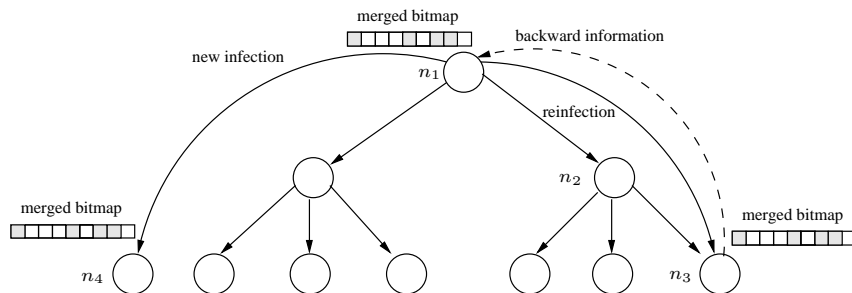 merged bitmap
backward information
new infection
n1
reinfection
n2
merged bitmap
merged bitmap
n4
n3